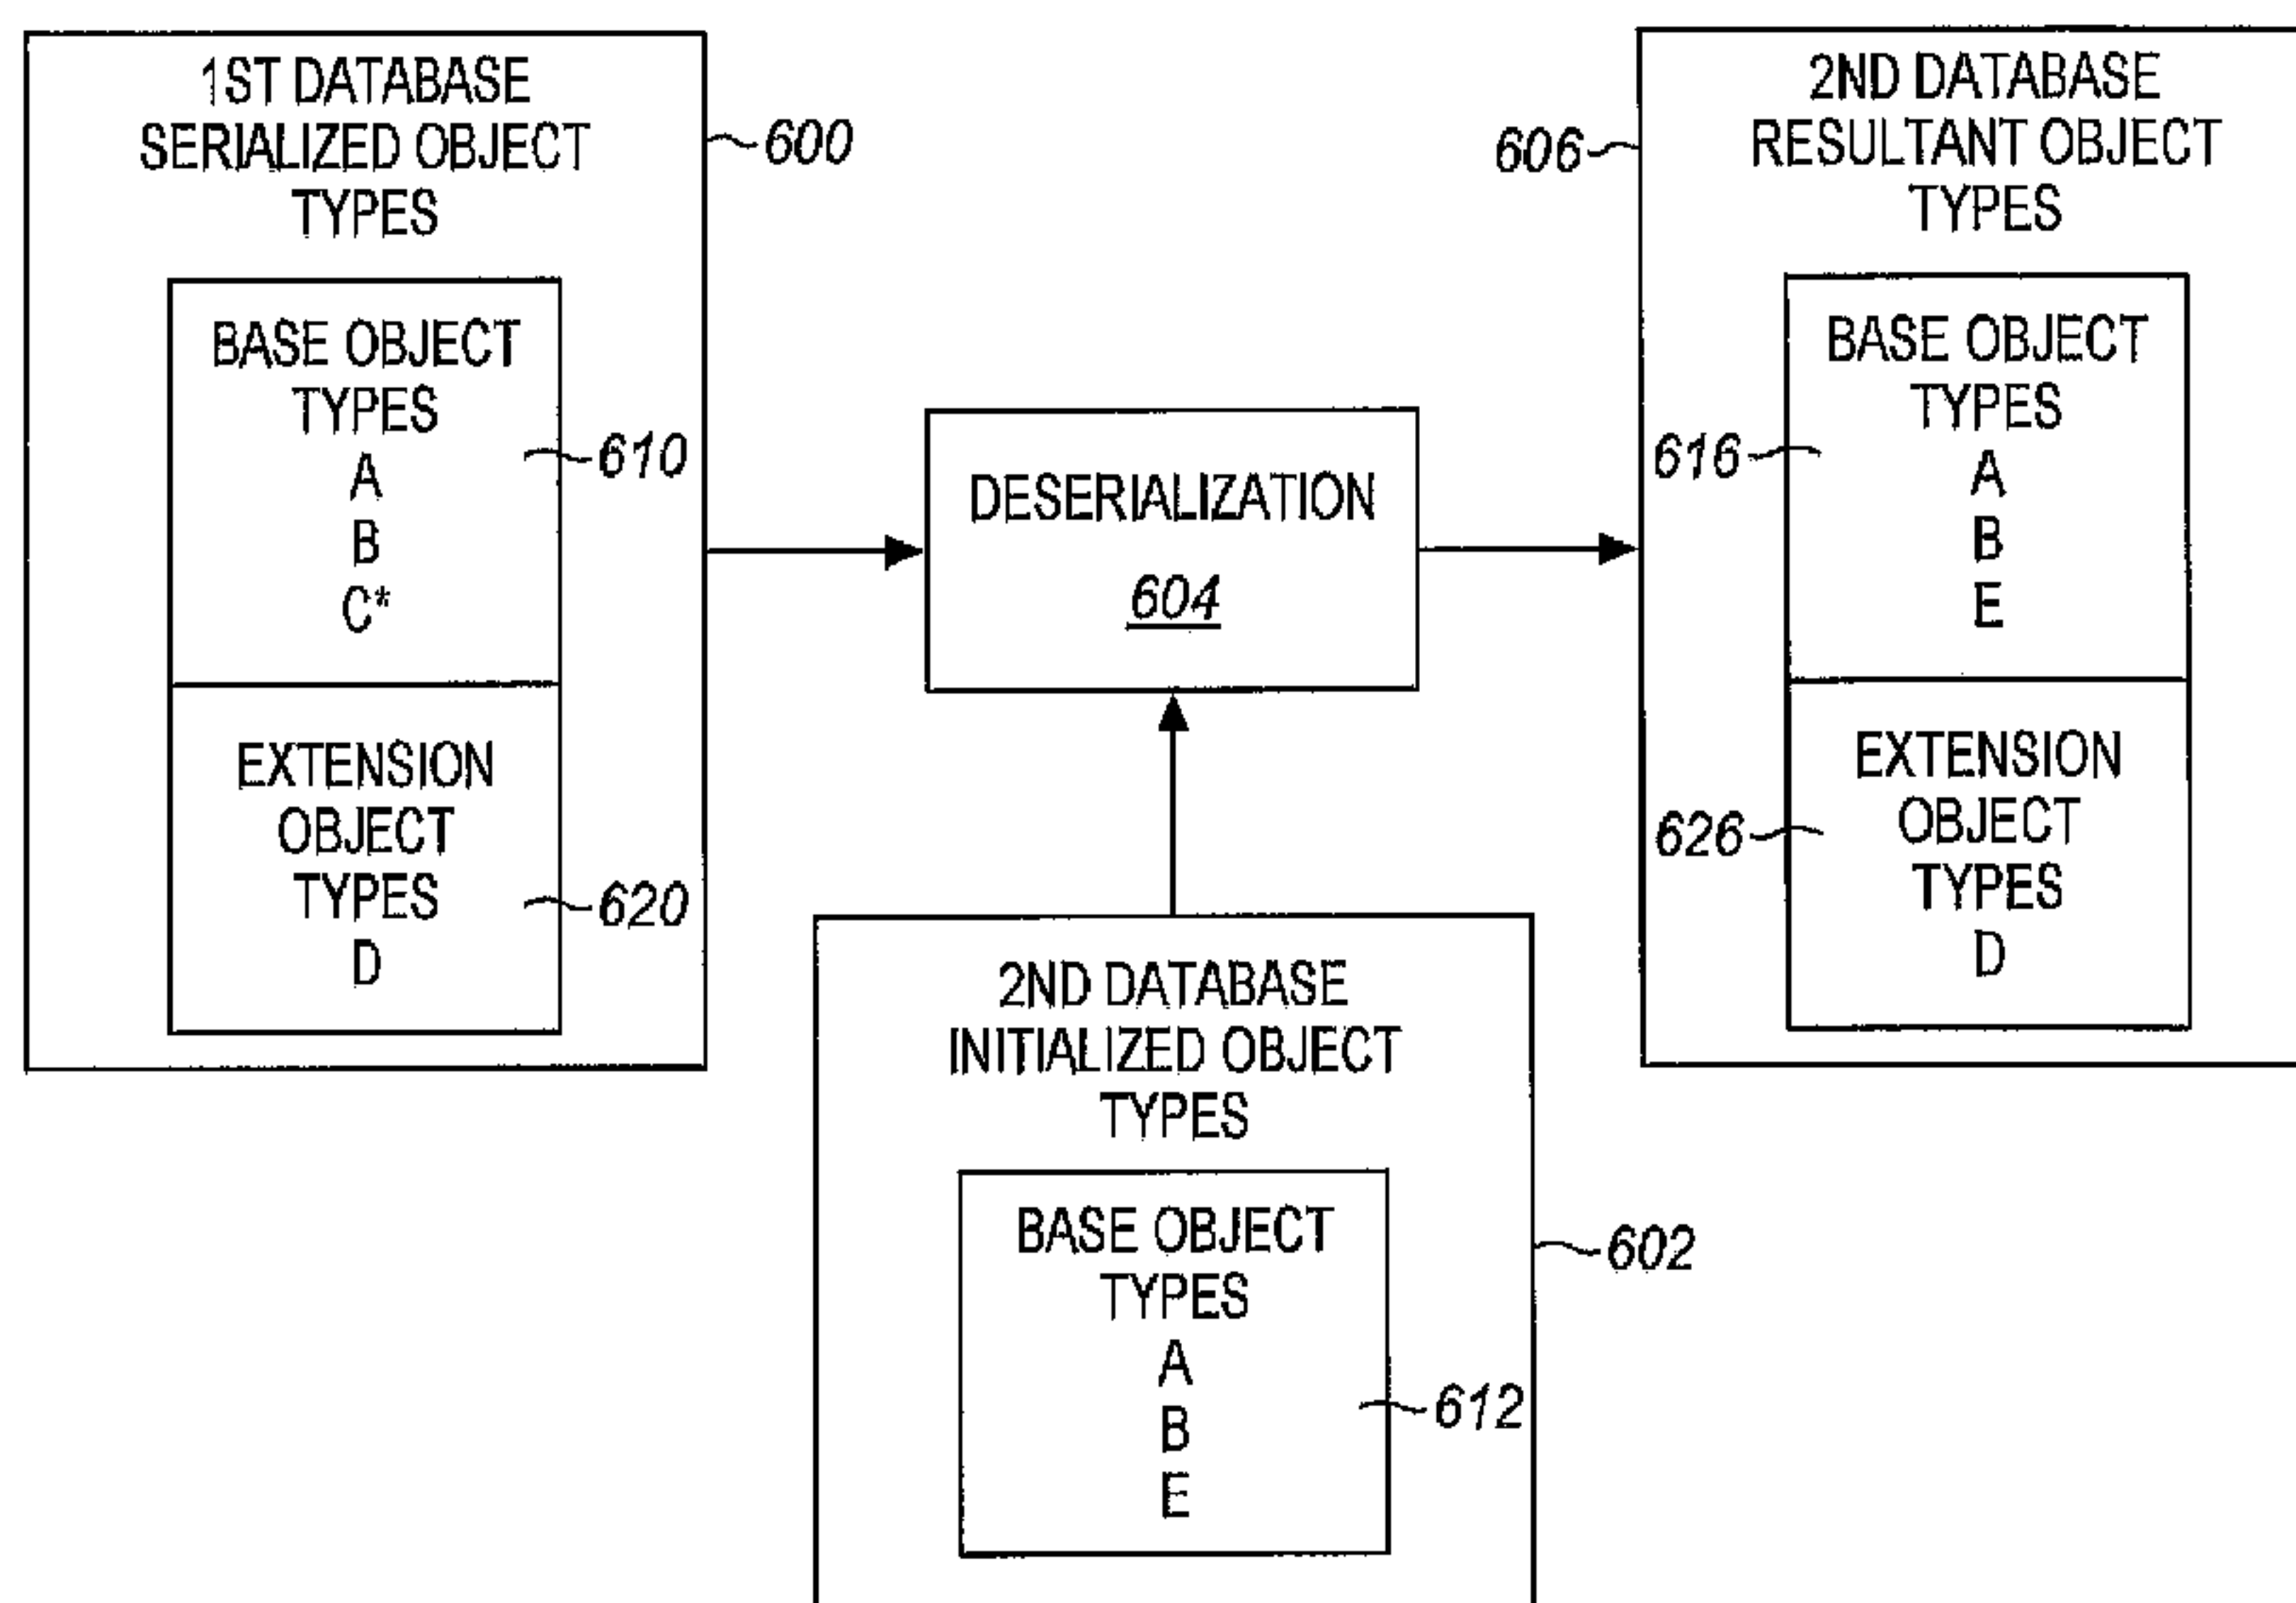 1ST DATABASE
SERIALIZED OBJECT
TYPES
600
BASE OBJECT
TYPES
A
B
C*
610
EXTENSION
OBJECT
TYPES
D
620
DESERIALIZATION
604
2ND DATABASE
INITIALIZED OBJECT
TYPES
602
BASE OBJECT
TYPES
A
B
E
612
2ND DATABASE
RESULTANT OBJECT
TYPES
606
BASE OBJECT
TYPES
A
B
E
616
EXTENSION
OBJECT
TYPES
D
626